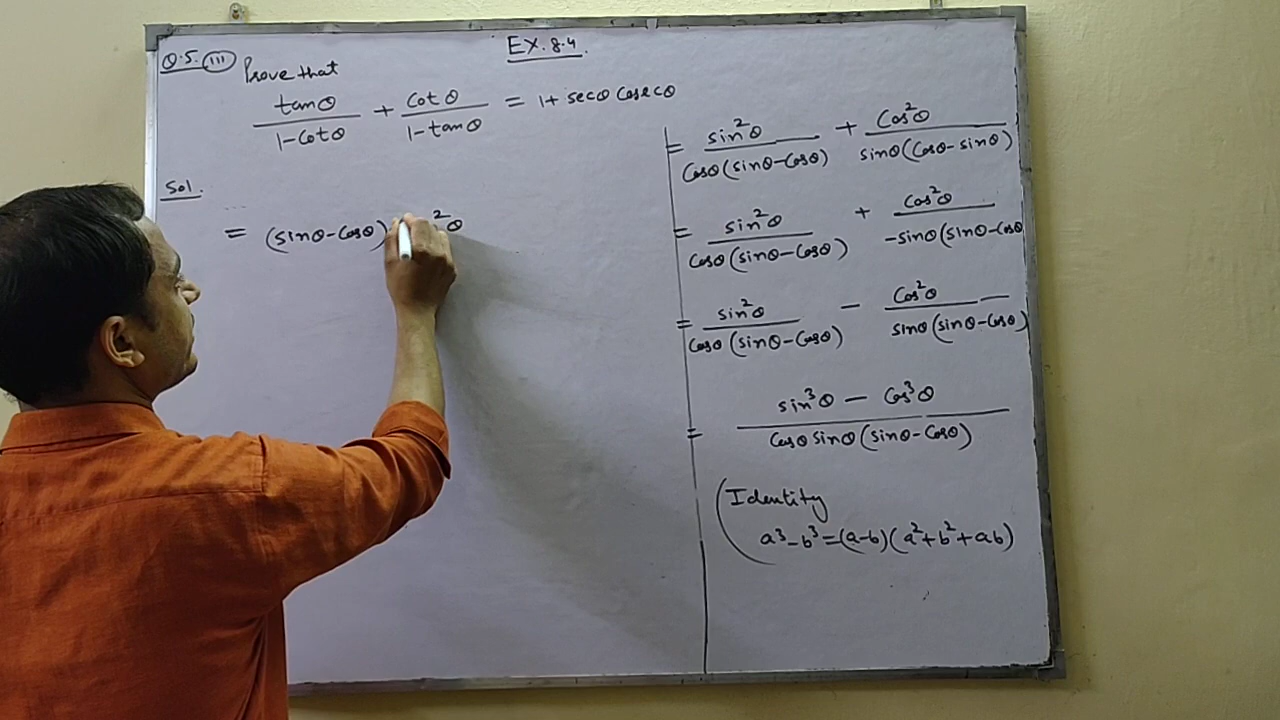 EX. 8.4.
Q.5. (iii) Prove that
tanθ/(1-Cotθ) + Cotθ/(1-tanθ) = 1+ secθ Cosecθ
Sol.
= (sinθ-Cosθ) ²θ
= sin²θ/(Cosθ(sinθ-Cosθ)) + Cos²θ/(sinθ(Cosθ-sinθ))
= sin²θ/(Cosθ(sinθ-Cosθ)) + Cos²θ/(-sinθ(sinθ-Cosθ
= sin²θ/(Cosθ(sinθ-Cosθ)) - Cos²θ/(sinθ(sinθ-Cosθ))
= (sin³θ - Cos³θ)/(Cosθ sinθ(sinθ-Cosθ))
(Identity
a³-b³=(a-b)(a²+b²+ab)